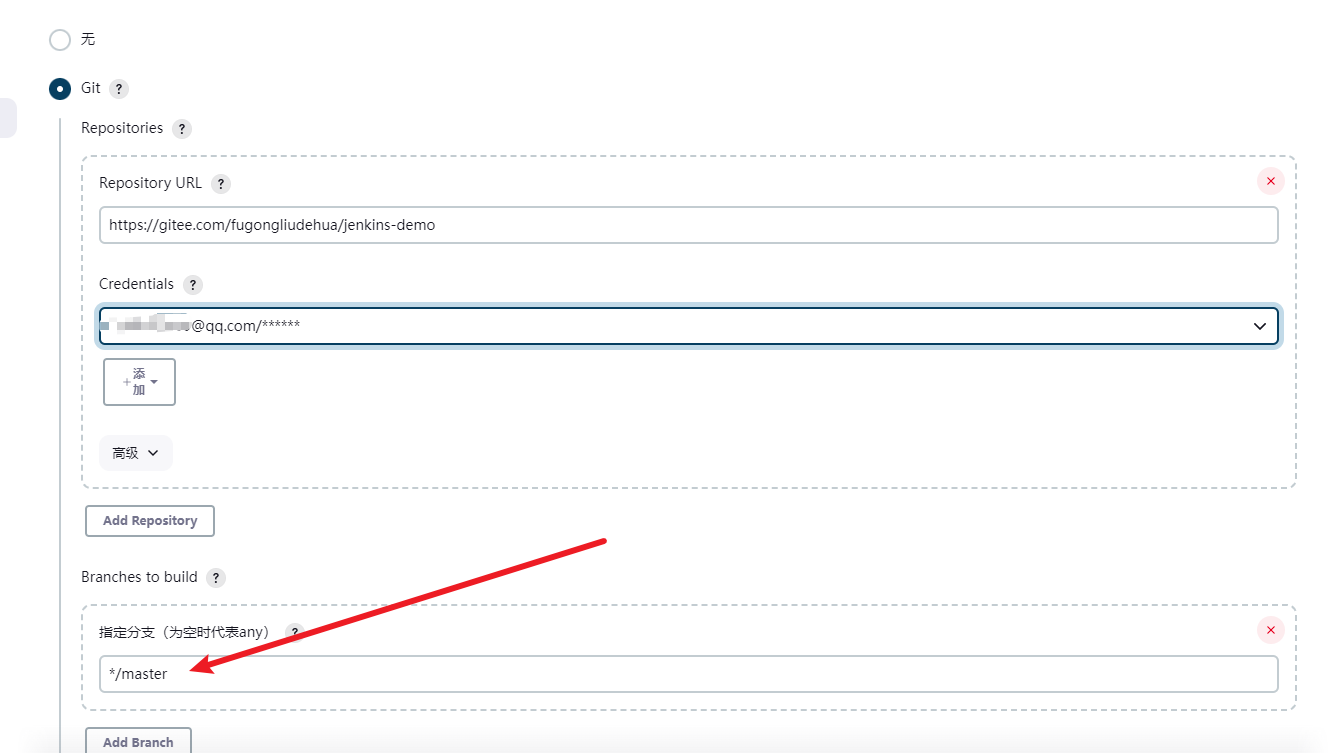 无
Git ?
Repositories ?
Repository URL ?
https://gitee.com/fugongliudehua/jenkins-demo
Credentials ?
@qq.com/******
+添加
高级
Add Repository
Branches to build ?
指定分支（为空时代表any） ?
*/master
Add Branch